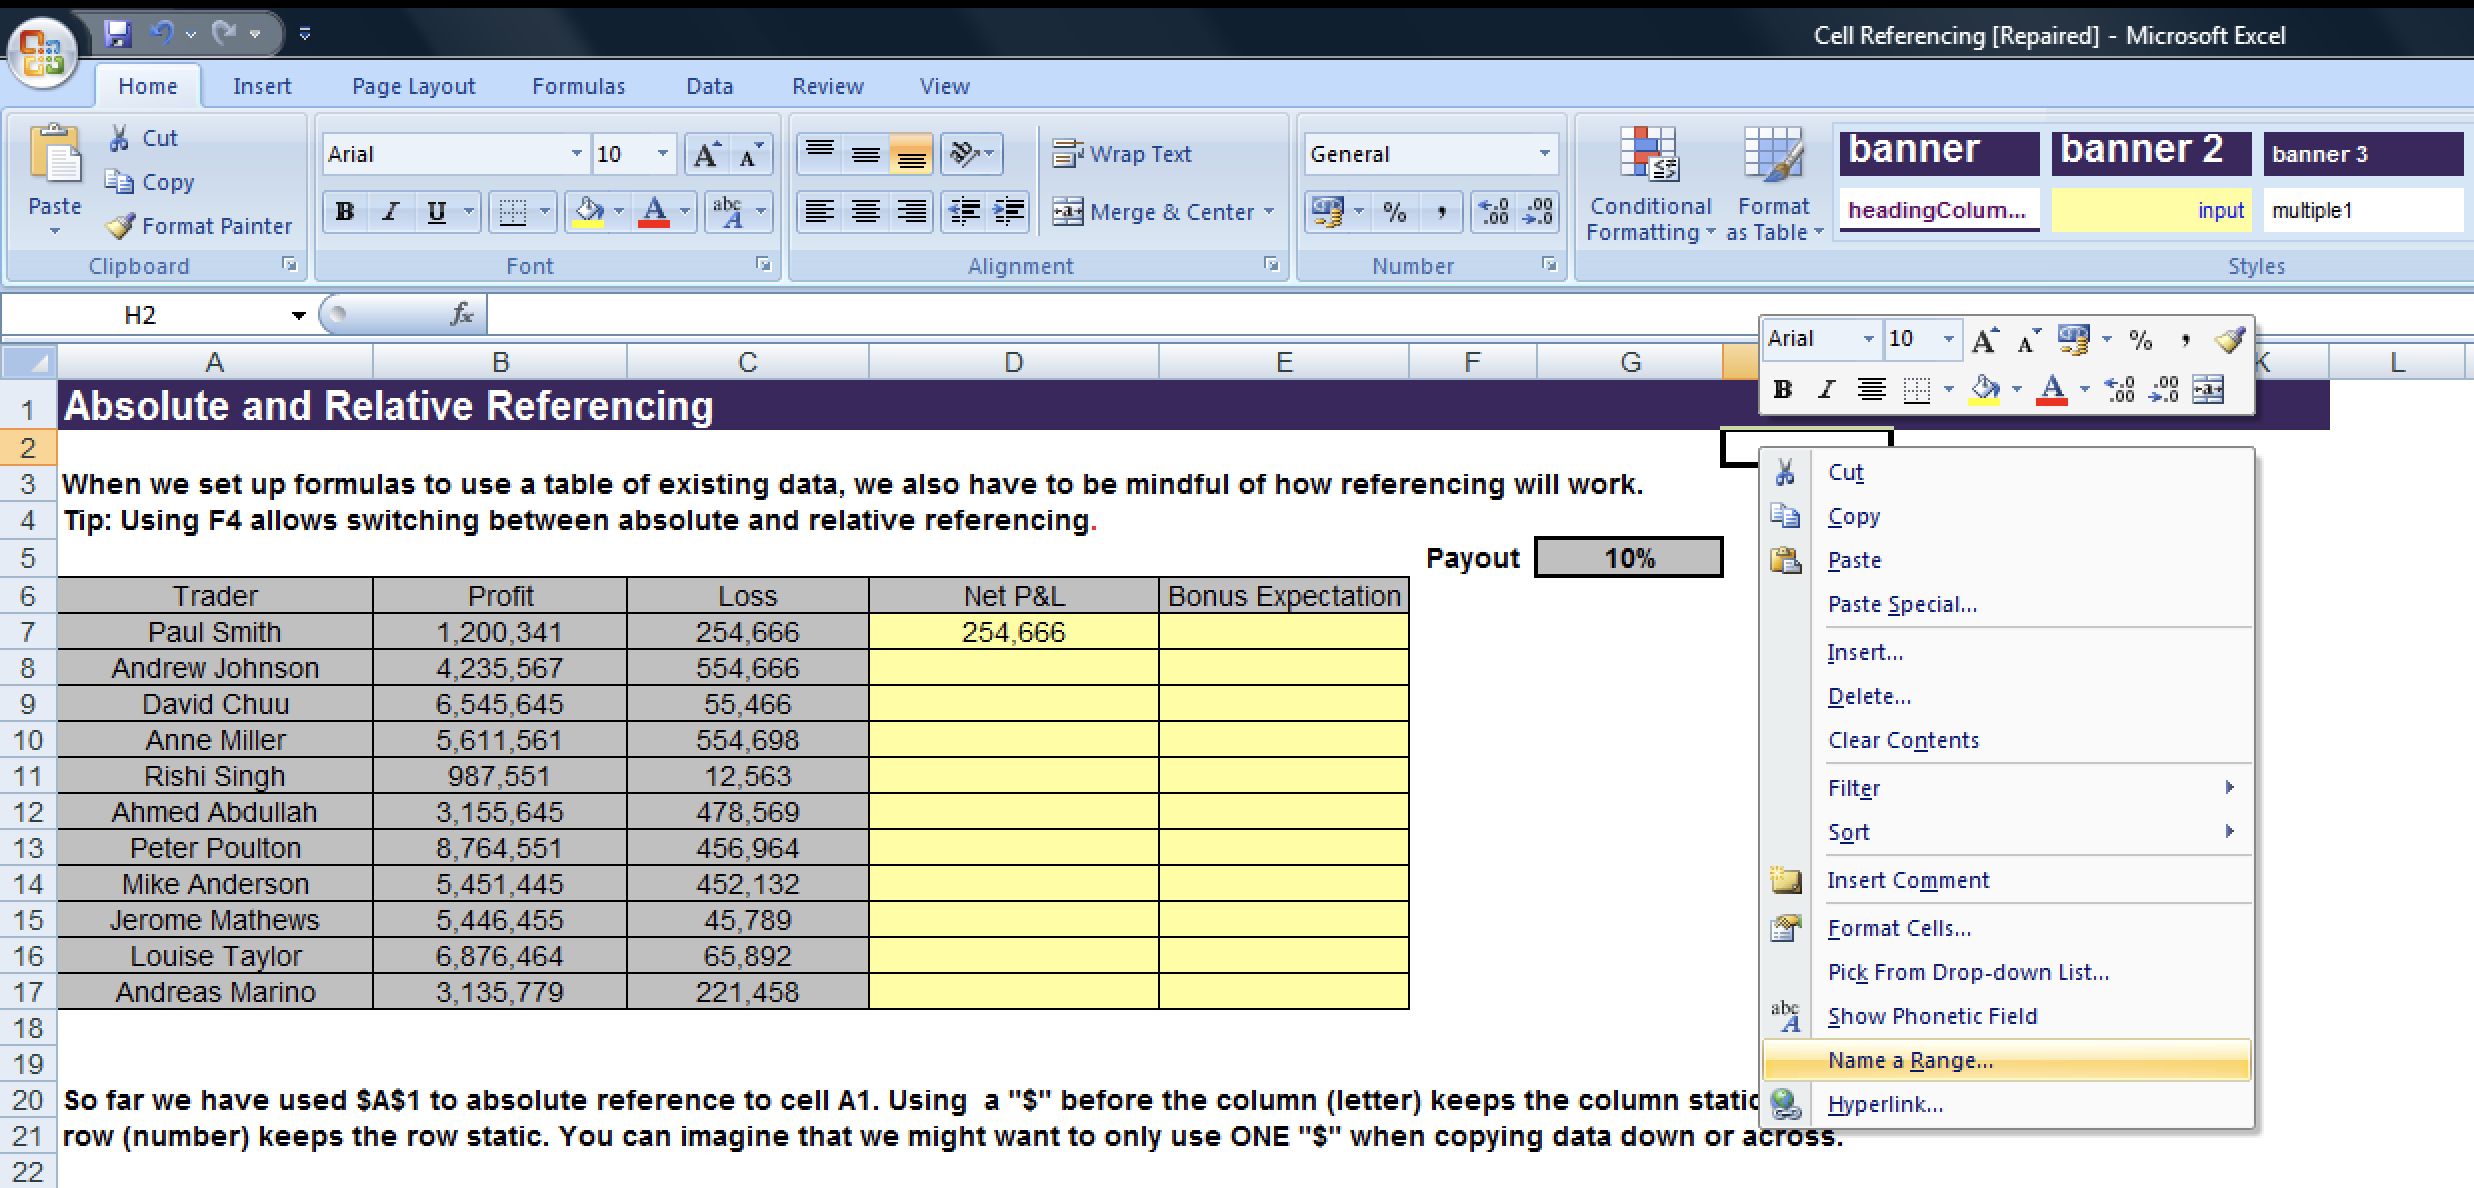 Cell Referencing [Repaired] - Microsoft Excel
Home Insert Page Layout Formulas Data Review View
Paste
Cut
Copy
Format Painter
Clipboard
Arial 10 A A
B I U A abc A
Font
Wrap Text
Merge & Center
Alignment
General
% , .0 .00 .00 .0
Number
Conditional Formatting
Format as Table
banner banner 2 banner 3
headingColum... input multiple1
Styles
H2 fx
Arial 10 A A % ,
B I A .0 .00 .00 .0 a
A B C D E F G K L
1 Absolute and Relative Referencing
2
3 When we set up formulas to use a table of existing data, we also have to be mindful of how referencing will work.
4 Tip: Using F4 allows switching between absolute and relative referencing.
5 Payout 10%
6 Trader Profit Loss Net P&L Bonus Expectation
7 Paul Smith 1,200,341 254,666 254,666
8 Andrew Johnson 4,235,567 554,666
9 David Chuu 6,545,645 55,466
10 Anne Miller 5,611,561 554,698
11 Rishi Singh 987,551 12,563
12 Ahmed Abdullah 3,155,645 478,569
13 Peter Poulton 8,764,551 456,964
14 Mike Anderson 5,451,445 452,132
15 Jerome Mathews 5,446,455 45,789
16 Louise Taylor 6,876,464 65,892
17 Andreas Marino 3,135,779 221,458
18
19
20 So far we have used $A$1 to absolute reference to cell A1. Using  a "$" before the column (letter) keeps the column static
21 row (number) keeps the row static. You can imagine that we might want to only use ONE "$" when copying data down or across.
22
Cut
Copy
Paste
Paste Special...
Insert...
Delete...
Clear Contents
Filter
Sort
Insert Comment
Format Cells...
Pick From Drop-down List...
abc A Show Phonetic Field
Name a Range...
Hyperlink...